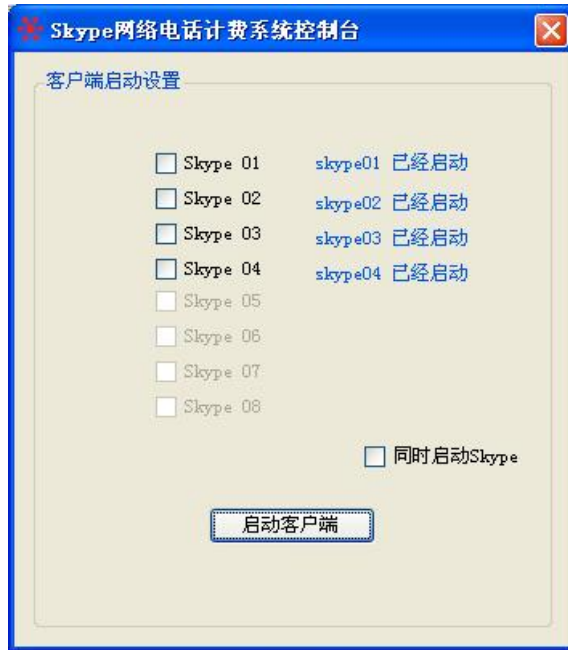 Skype网络电话计费系统控制台
客户端启动设置
Skype 01 skype01 已经启动
Skype 02 skype02 已经启动
Skype 03 skype03 已经启动
Skype 04 skype04 已经启动
Skype 05
Skype 06
Skype 07
Skype 08
同时启动Skype
启动客户端